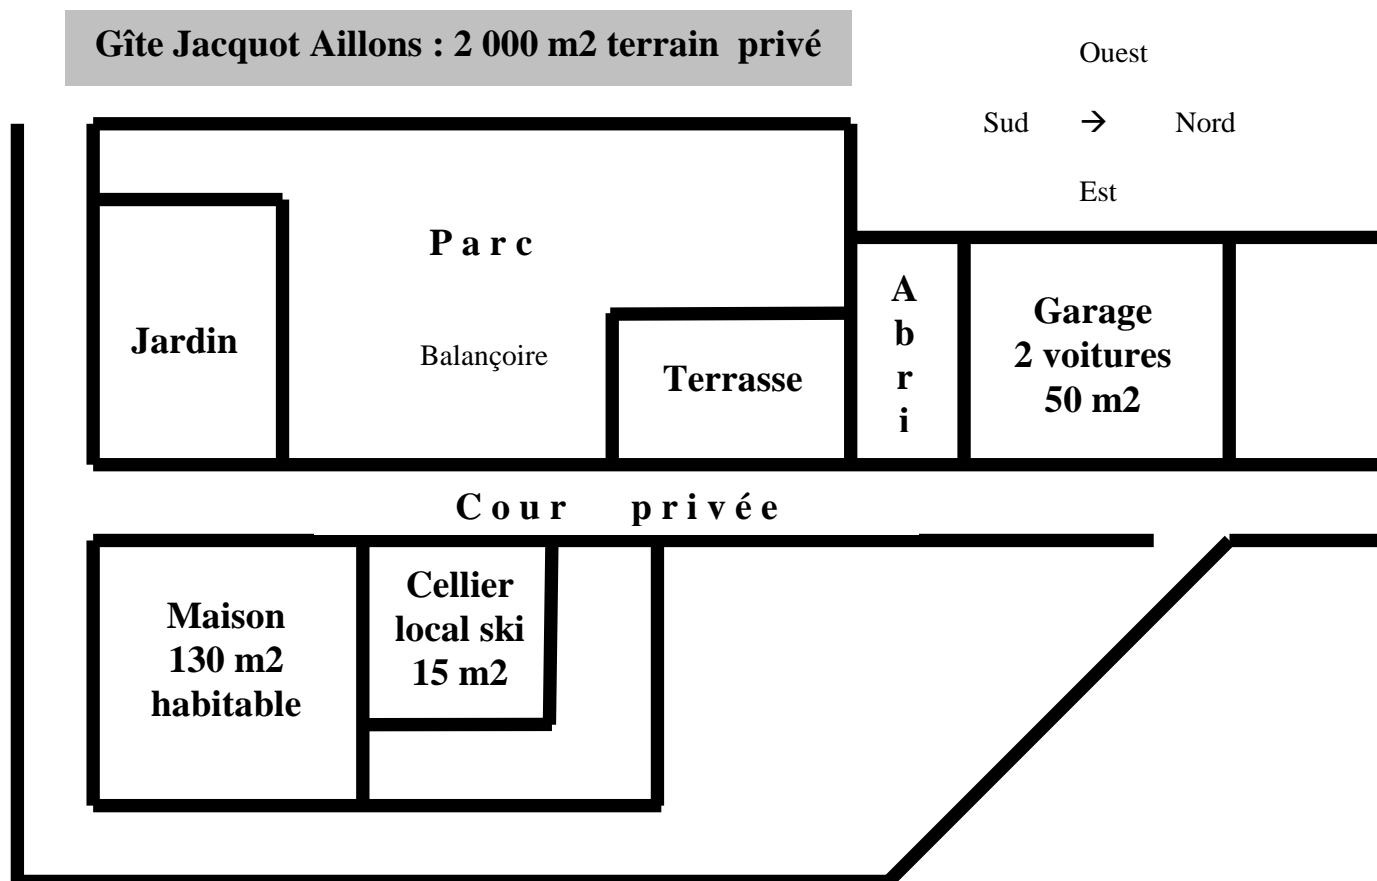 Gîte Jacquot Aillons : 2 000 m2 terrain privé
Ouest
Sud → Nord
Est
P a r c
Jardin
Balançoire
Terrasse
A
b
r
i
Garage
2 voitures
50 m2
C o u r p r i v é e
Maison
130 m2
habitable
Cellier
local ski
15 m2